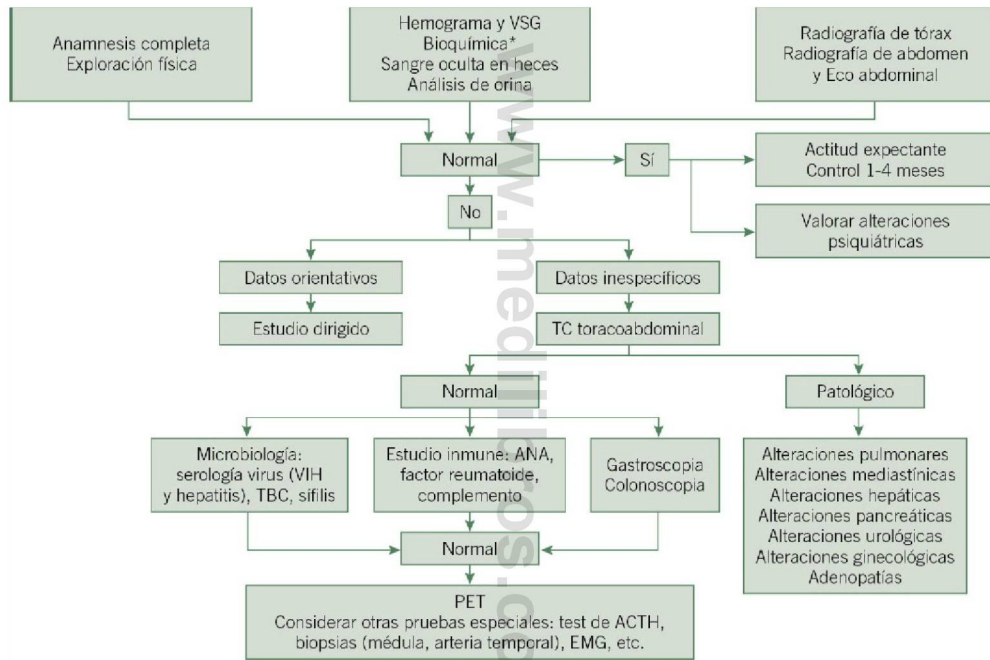 Anamnesis completa
Exploración física
Hemograma y VSG
Bioquímica*
Sangre oculta en heces
Análisis de orina
Radiografía de tórax
Radiografía de abdomen
y Eco abdominal
Normal
Sí
Actitud expectante
Control 1-4 meses
No
Valorar alteraciones
psiquiátricas
Datos orientativos
Datos inespecíficos
Estudio dirigido
TC toracoabdominal
Normal
Patológico
Microbiología:
serología virus (VIH
y hepatitis), TBC, sífilis
Estudio inmune: ANA,
factor reumatoide,
complemento
Gastroscopia
Colonoscopia
Alteraciones pulmonares
Alteraciones mediastínicas
Alteraciones hepáticas
Alteraciones pancreáticas
Alteraciones urológicas
Alteraciones ginecológicas
Adenopatías
Normal
PET
Considerar otras pruebas especiales: test de ACTH,
biopsias (médula, arteria temporal), EMG, etc.
www.medilibros.co